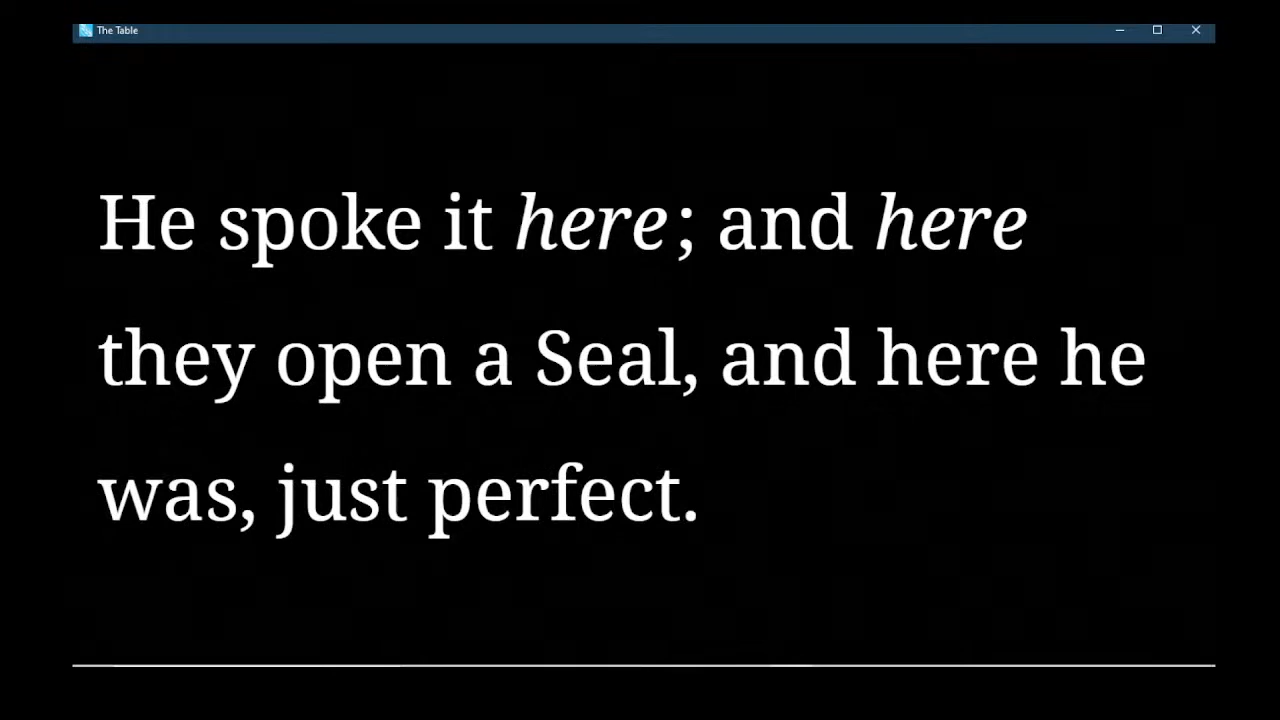 The Table
He spoke it here; and here
they open a Seal, and here he
was, just perfect.